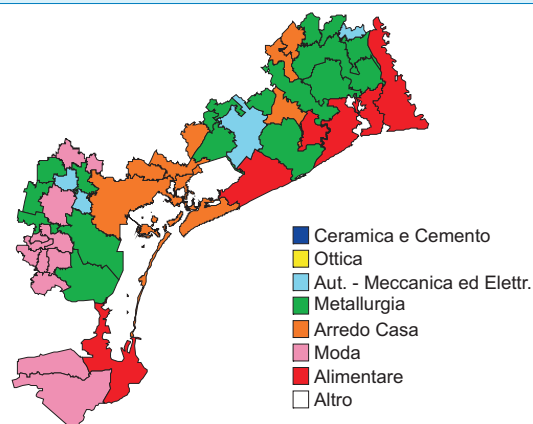 Ceramica e Cemento
Ottica
Aut. - Meccanica ed Elettr.
Metallurgia
Arredo Casa
Moda
Alimentare
Altro